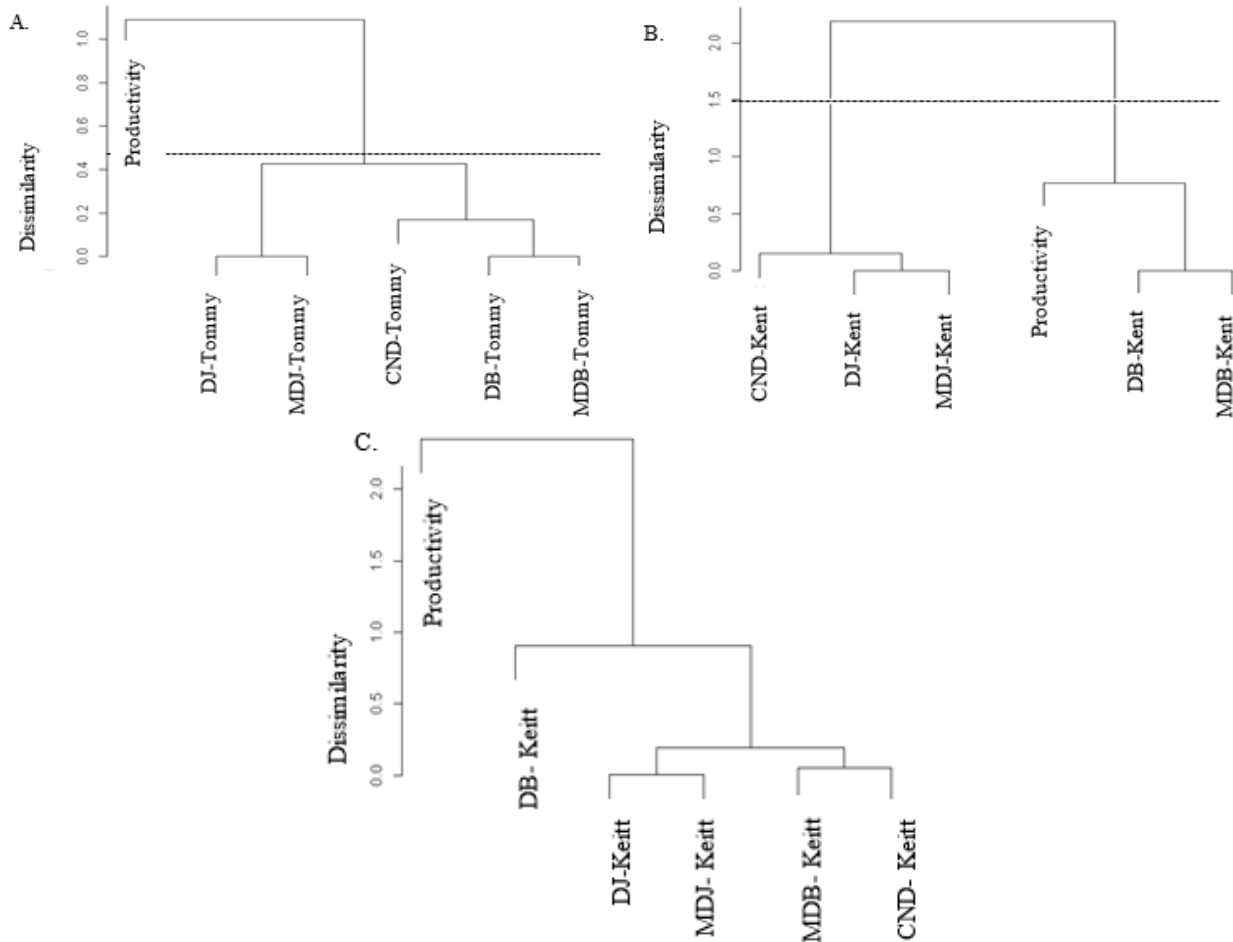 A.
Dissimilarity
0.0
0.2
0.4
0.6
0.8
1.0
Productivity
DJ-Tommy
MDJ-Tommy
CND-Tommy
DB-Tommy
MDB-Tommy
B.
Dissimilarity
0.0
0.5
1.0
1.5
2.0
CND-Kent
DJ-Kent
MDJ-Kent
Productivity
DB-Kent
MDB-Kent
C.
Dissimilarity
0.0
0.5
1.0
1.5
2.0
Productivity
DB- Keitt
DJ-Keitt
MDJ- Keitt
MDB- Keitt
CND- Keitt